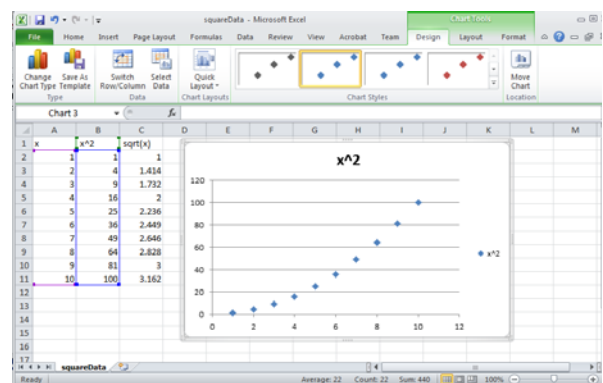 squareData - Microsoft Excel
Chart Tools
File Home Insert Page Layout Formulas Data Review View Acrobat Team Design Layout Format
Change Chart Type
Save As Template
Switch Row/Column
Select Data
Quick Layout
Move Chart
Type Data Chart Layouts Chart Styles Location
Chart 3 fx
A B C D E F G H I J K L M
1 x x^2 sqrt(x)
2 1 1 1
3 2 4 1.414
4 3 9 1.732
5 4 16 2
6 5 25 2.236
7 6 36 2.449
8 7 49 2.646
9 8 64 2.828
10 9 81 3
11 10 100 3.162
12
13
14
15
16
17
x^2
120
100
80
60
40
20
0
0 2 4 6 8 10 12
x^2
squareData
Ready Average: 22 Count: 22 Sum: 440 100%